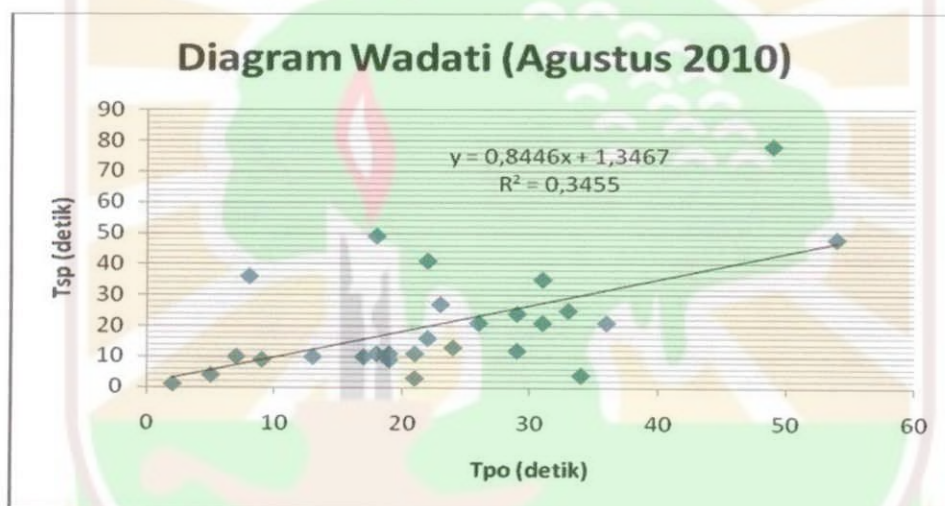 Diagram Wadati (Agustus 2010)
90
80
70
60
50
40
30
20
10
0
y = 0,8446x + 1,3467
R² = 0,3455
Tsp (detik)
0 10 20 30 40 50 60
Tpo (detik)